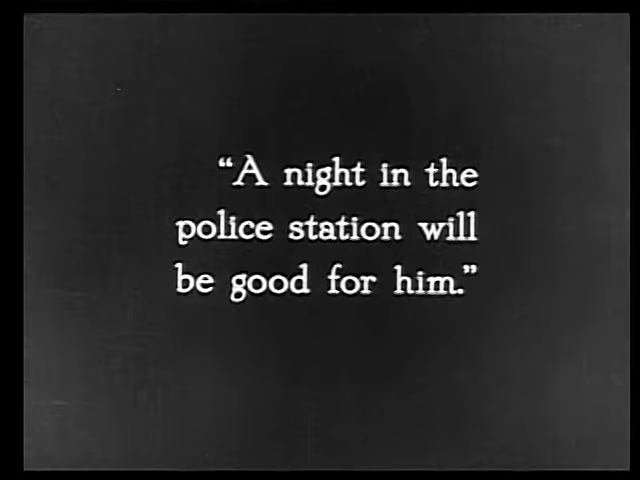 “A night in the
police station will
be good for him.”